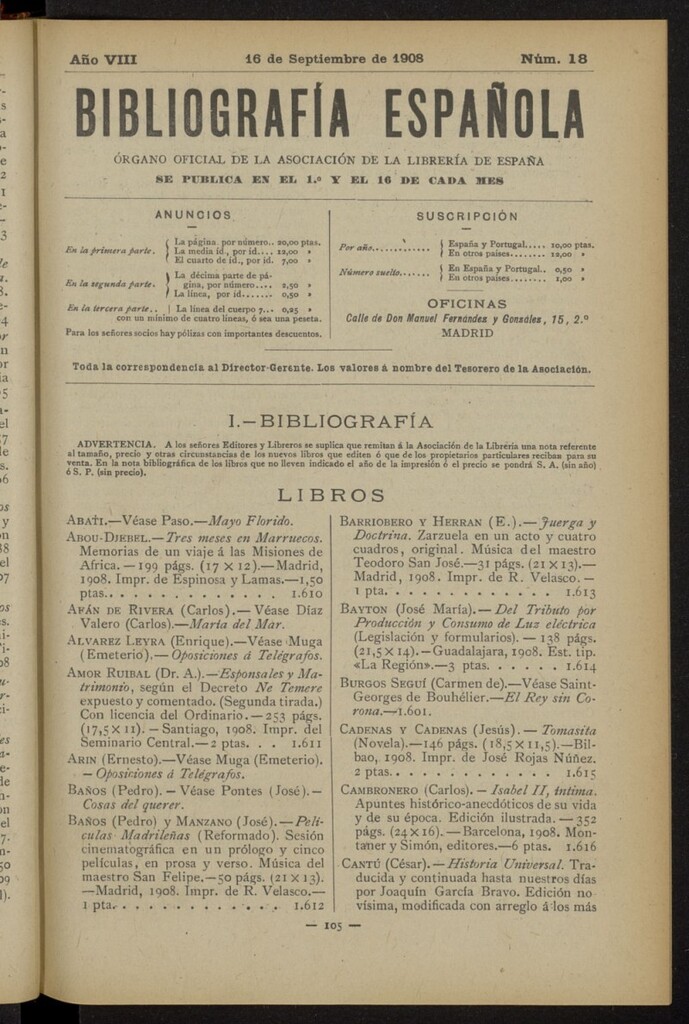 Año VIII 16 de Septiembre de 1908 Núm. 18
BIBLIOGRAFÍA ESPAÑOLA
ÓRGANO OFICIAL DE LA ASOCIACIÓN DE LA LIBRERÍA DE ESPAÑA
SE PUBLICA EN EL 1.º Y EL 16 DE CADA MES
ANUNCIOS
En la primera parte. { La página por número.. 20,00 ptas.
La media íd., por íd.... 12,00 »
El cuarto de íd., por íd. 7,00 »
En la segunda parte. { La décima parte de pá-
gina, por número.... 2,50 »
La línea, por íd...... 0,50 »
En la tercera parte.. | La línea del cuerpo 7... 0,25 »
con un mínimo de cuatro líneas, ó sea una peseta.
Para los señores socios hay pólizas con importantes descuentos.
SUSCRIPCIÓN
Por año............ { España y Portugal..... 10,00 ptas.
En otros países....... 12,00 »
Número suelto....... { En España y Portugal.. 0,50 »
En otros países....... 1,00 »
OFICINAS
Calle de Don Manuel Fernández y González, 15, 2.º
MADRID
Toda la correspondencia al Director-Gerente. Los valores á nombre del Tesorero de la Asociación.
I.—BIBLIOGRAFÍA
ADVERTENCIA. A los señores Editores y Libreros se suplica que remitan á la Asociación de la Librería una nota referente
al tamaño, precio y otras circunstancias de los nuevos libros que editen ó que de los propietarios particulares reciban para su
venta. En la nota bibliográfica de los libros que no lleven indicado el año de la impresión ó el precio se pondrá S. A. (sin año)
ó S. P. (sin precio).
LIBROS
ABATI.—Véase Paso.—Mayo Florido.
ABOU-DJEBEL.—Tres meses en Marruecos.
Memorias de un viaje á las Misiones de
Africa.—199 págs. (17 × 12).—Madrid,
1908. Impr. de Espinosa y Lamas.—1,50
ptas. . . . . . . . . . . . . 1.610
AFÁN DE RIVERA (Carlos).—Véase Díaz
Valero (Carlos).—María del Mar.
ALVAREZ LEYRA (Enrique).—Véase Muga
(Emeterio).—Oposiciones á Telégrafos.
AMOR RUIBAL (Dr. A.).—Esponsales y Ma-
trimonio, según el Decreto Ne Temere
expuesto y comentado. (Segunda tirada.)
Con licencia del Ordinario.—253 págs.
(17,5 × 11).—Santiago, 1908. Impr. del
Seminario Central.—2 ptas. . . 1.611
ARIN (Ernesto).—Véase Muga (Emeterio).
—Oposiciones á Telégrafos.
BAÑOS (Pedro).—Véase Pontes (José).—
Cosas del querer.
BAÑOS (Pedro) y MANZANO (José).—Pelí-
culas Madrileñas (Reformado). Sesión
cinematográfica en un prólogo y cinco
películas, en prosa y verso. Música del
maestro San Felipe.—50 págs. (21 × 13).
—Madrid, 1908. Impr. de R. Velasco.—
1 pta. . . . . . . . . . . . . 1.612
BARRIOBERO Y HERRAN (E.).—Juerga y
Doctrina. Zarzuela en un acto y cuatro
cuadros, original. Música del maestro
Teodoro San José.—31 págs. (21 × 13).—
Madrid, 1908. Impr. de R. Velasco.—
1 pta. . . . . . . . . . . . . 1.613
BAYTON (José María).—Del Tributo por
Producción y Consumo de Luz eléctrica
(Legislación y formularios).—138 págs.
(21,5 × 14).—Guadalajara, 1908. Est. tip.
«La Región».—3 ptas. . . . . . 1.614
BURGOS SEGUÍ (Carmen de).—Véase Saint-
Georges de Bouhélier.—El Rey sin Co-
rona.—1.601.
CADENAS Y CADENAS (Jesús).—Tomasita
(Novela).—146 págs. (18,5 × 11,5).—Bil-
bao, 1908. Impr. de José Rojas Núñez.
2 ptas. . . . . . . . . . . . 1.615
CAMBRONERO (Carlos).—Isabel II, íntima.
Apuntes histórico-anecdóticos de su vida
y de su época. Edición ilustrada.—352
págs. (24 × 16).—Barcelona, 1908. Mon-
taner y Simón, editores.—6 ptas. 1.616
CANTÚ (César).—Historia Universal. Tra-
ducida y continuada hasta nuestros días
por Joaquín García Bravo. Edición no-
vísima, modificada con arreglo á los más
— 105 —